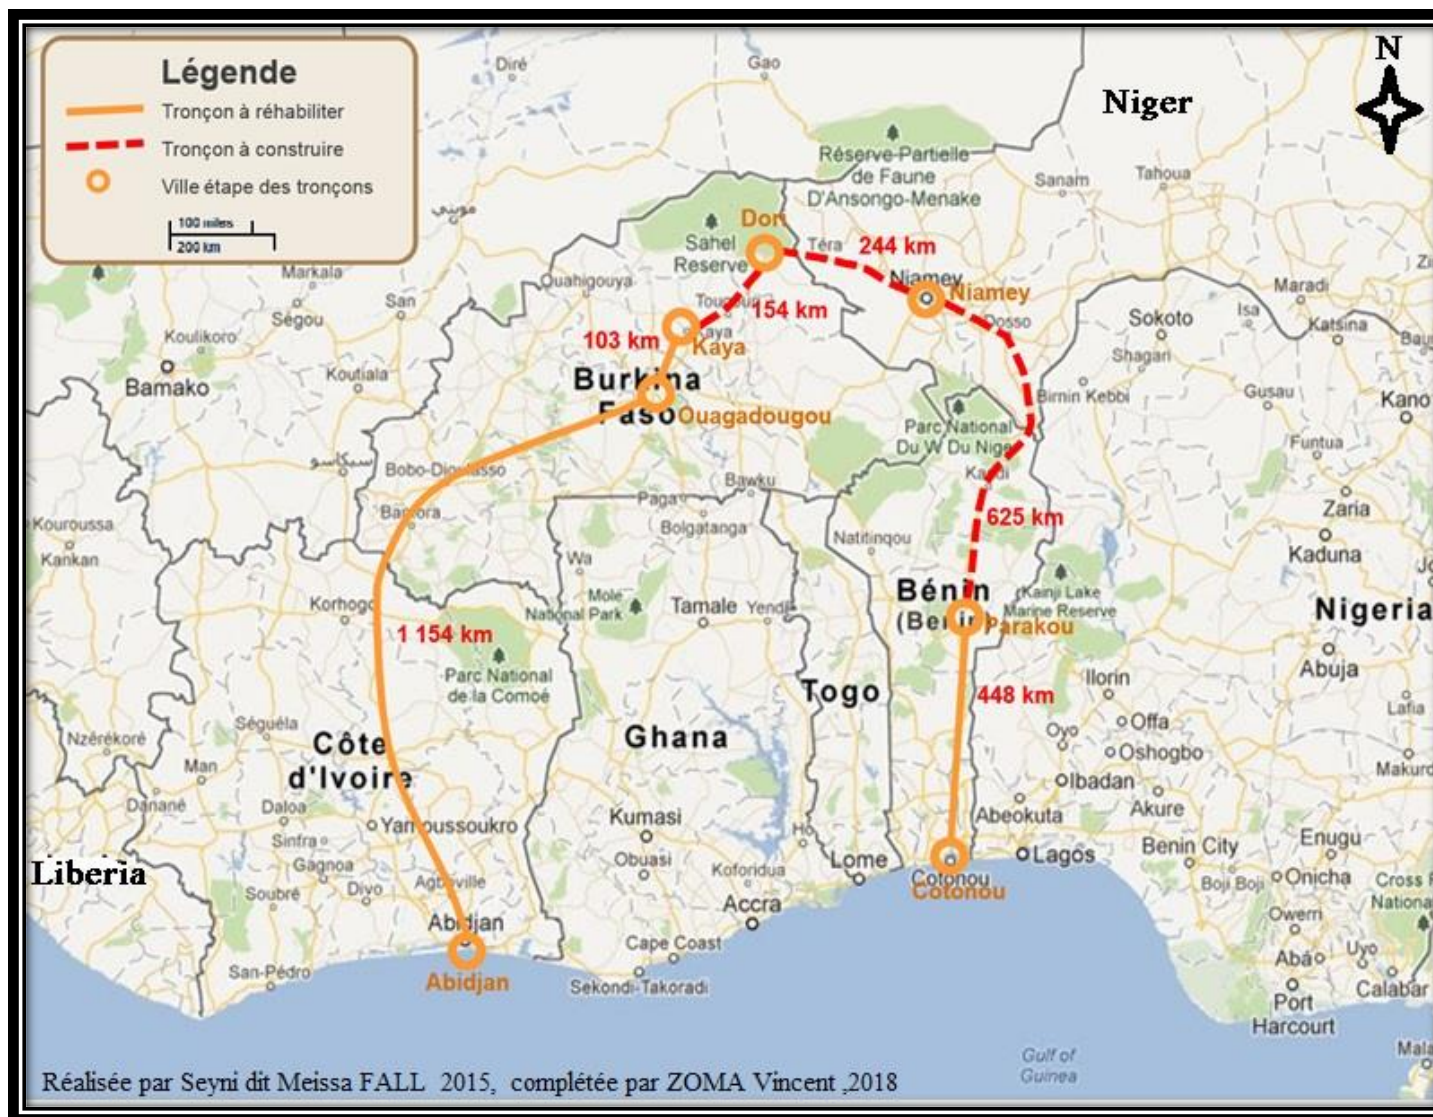 Légende
Tronçon à réhabiliter
Tronçon à construire
Ville étape des tronçons
100 miles
200 km
N
Niger
Diré
Gao
Réserve-Partielle
de Faune
D'Ansongo-Menake
Sanam
Tahoua
موبتي
Dori
Sahel
Reserve
Téra
244 km
Niamey
Niamey
Markala
Ouahigouya
San
Ségou
Koulikoro
154 km
Dosso
Maradi
Isa
Sokoto
Katsina
103 km
Kaya
Kaya
Shagari
Bamako
Koutiala
Burkina
Faso
Ouagadougou
Birnin Kebbi
Gusau
Kano
Parc National
Du W Du Niger
Funtua
سيكاسو
Bobo-Dioulasso
Kandi
Bawku
Paga
Zaria
Kouroussa
Banfora
Bolgatanga
625 km
Kankan
Natitinqou
Kaduna
Wa
Bénin
(Benin)
Kainji Lake
Marine Reserve
Mole
National Park
Tamale
Yendi
Nigeria
Korhogo
Parakou
1 154 km
Abuja
Parc National
de la Comoé
Togo
448 km
Ilorin
Lafia
Séguéla
Offa
Nzérékoré
Côte
d'Ivoire
Ghana
Oyo
Oshogbo
Man
Ibadan
Danané
Daloa
Akure
Kumasi
Abeokuta
Yamoussoukro
Sinfra
Ho
Benin City
Enugu
Liberia
Gagnoa
Obuasi
Lome
Lagos
Soubré
Divo
Agboville
Koforidua
Cotonou
Cotonou
Boji Boji
Onicha
Abidjan
Accra
Owerri
Cape Coast
Uyo
Abá
San-Pédro
Abidjan
Sekondi-Takoradi
Calabar
Port
Harcourt
Gulf of
Guinea
Réalisée par Seyni dit Meissa FALL 2015, complétée par ZOMA Vincent ,2018